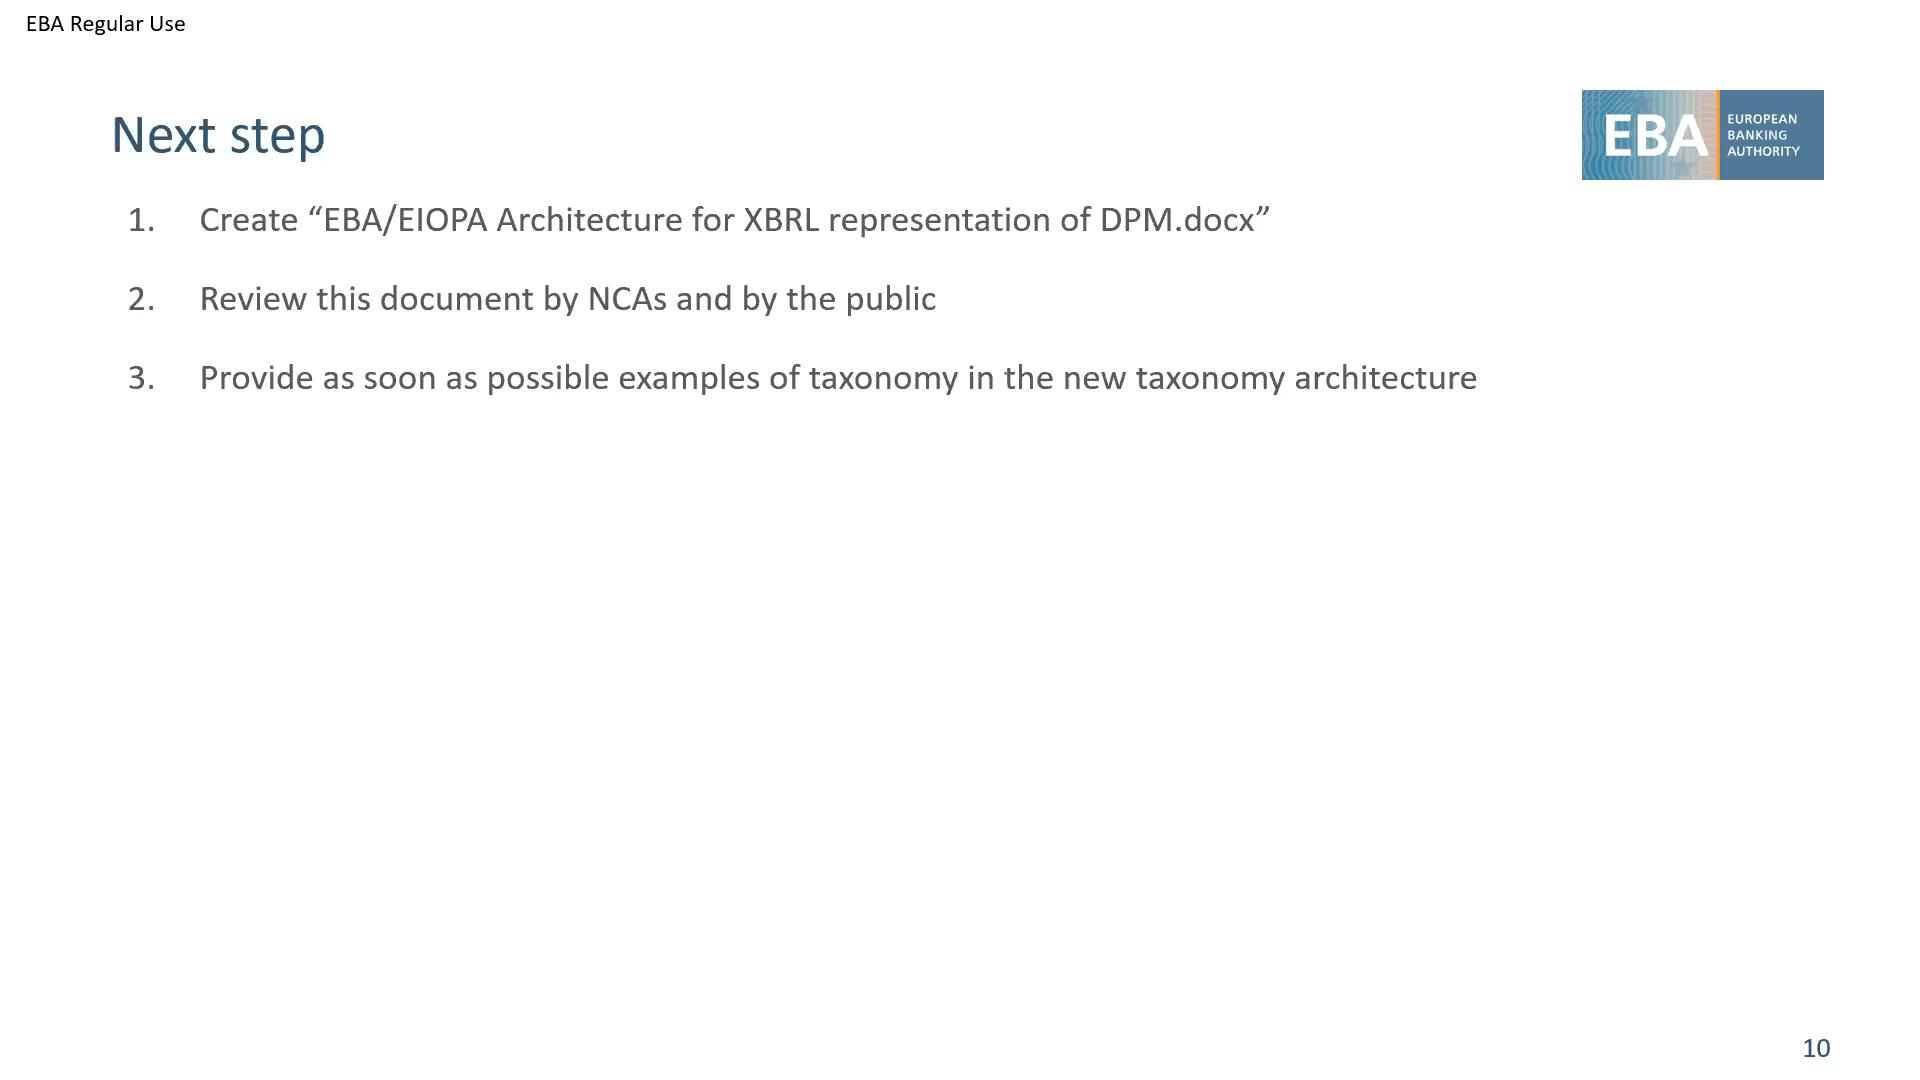 EBA Regular Use
Next step
EBA
EUROPEAN
BANKING
AUTHORITY
1. Create “EBA/EIOPA Architecture for XBRL representation of DPM.docx”
2. Review this document by NCAs and by the public
3. Provide as soon as possible examples of taxonomy in the new taxonomy architecture
10